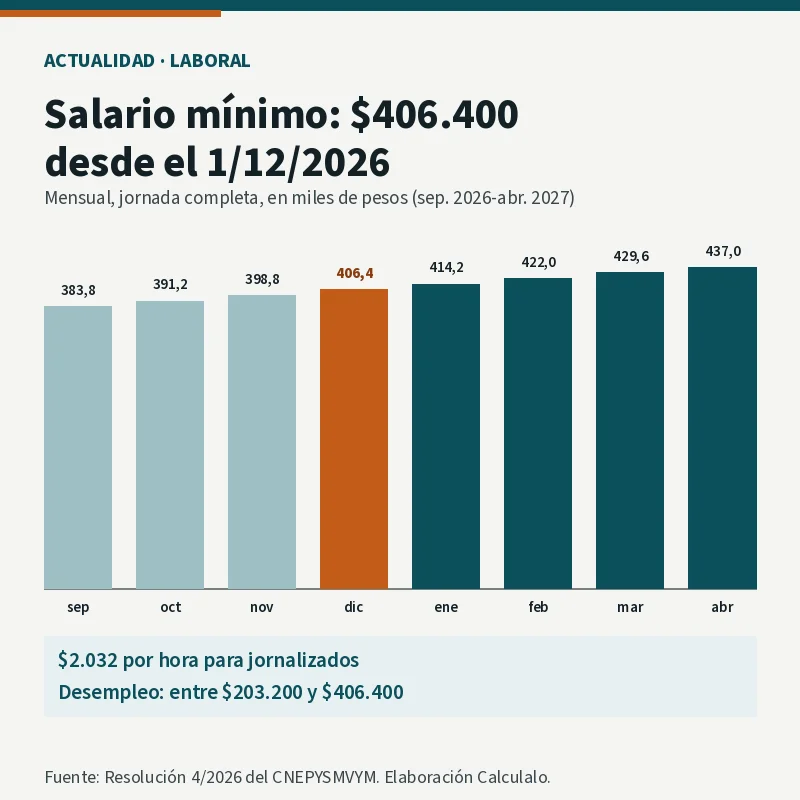 ACTUALIDAD · LABORAL
Salario mínimo: $406.400
desde el 1/12/2026
Mensual, jornada completa, en miles de pesos (sep. 2026-abr. 2027)
383,8
391,2
398,8
406,4
414,2
422,0
429,6
437,0
sep
oct
nov
dic
ene
feb
mar
abr
$2.032 por hora para jornalizados
Desempleo: entre $203.200 y $406.400
Fuente: Resolución 4/2026 del CNEPYSMVYM. Elaboración Calculalo.